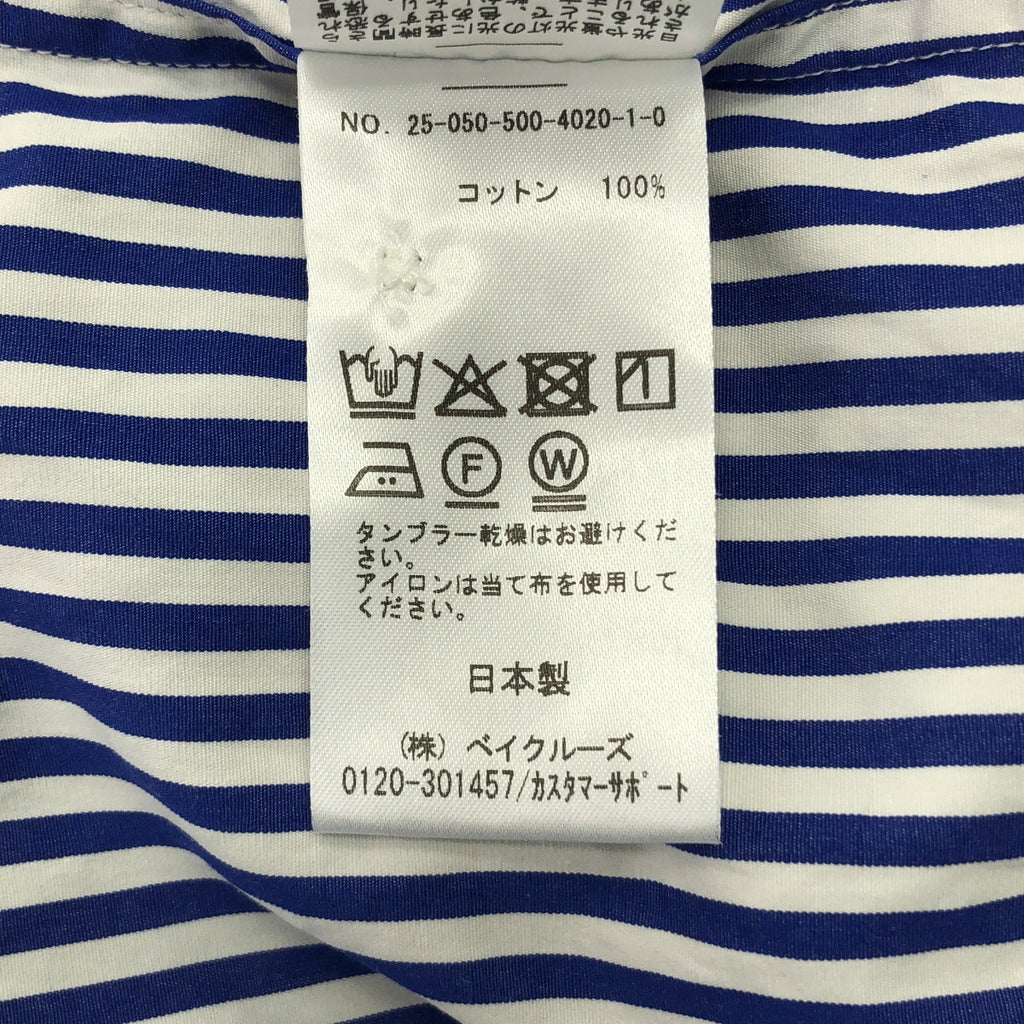 NO. 25-050-500-4020-1-0
コットン 100%
F W
タンブラー乾燥はお避けくだ
さい。
アイロンは当て布を使用して
ください。
日本製
(株) ベイクルーズ
0120-301457/カスタマーサポート